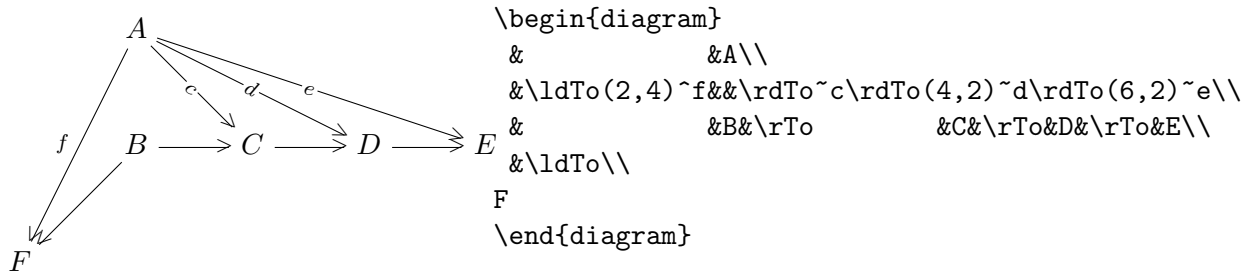 A
c d e
f B C D E
F
\begin{diagram}
 &           &A\\
 &\ldTo(2,4)^f&&\rdTo~c\rdTo(4,2)~d\rdTo(6,2)~e\\
 &           &B&\rTo       &C&\rTo&D&\rTo&E\\
 &\ldTo\\
F
\end{diagram}